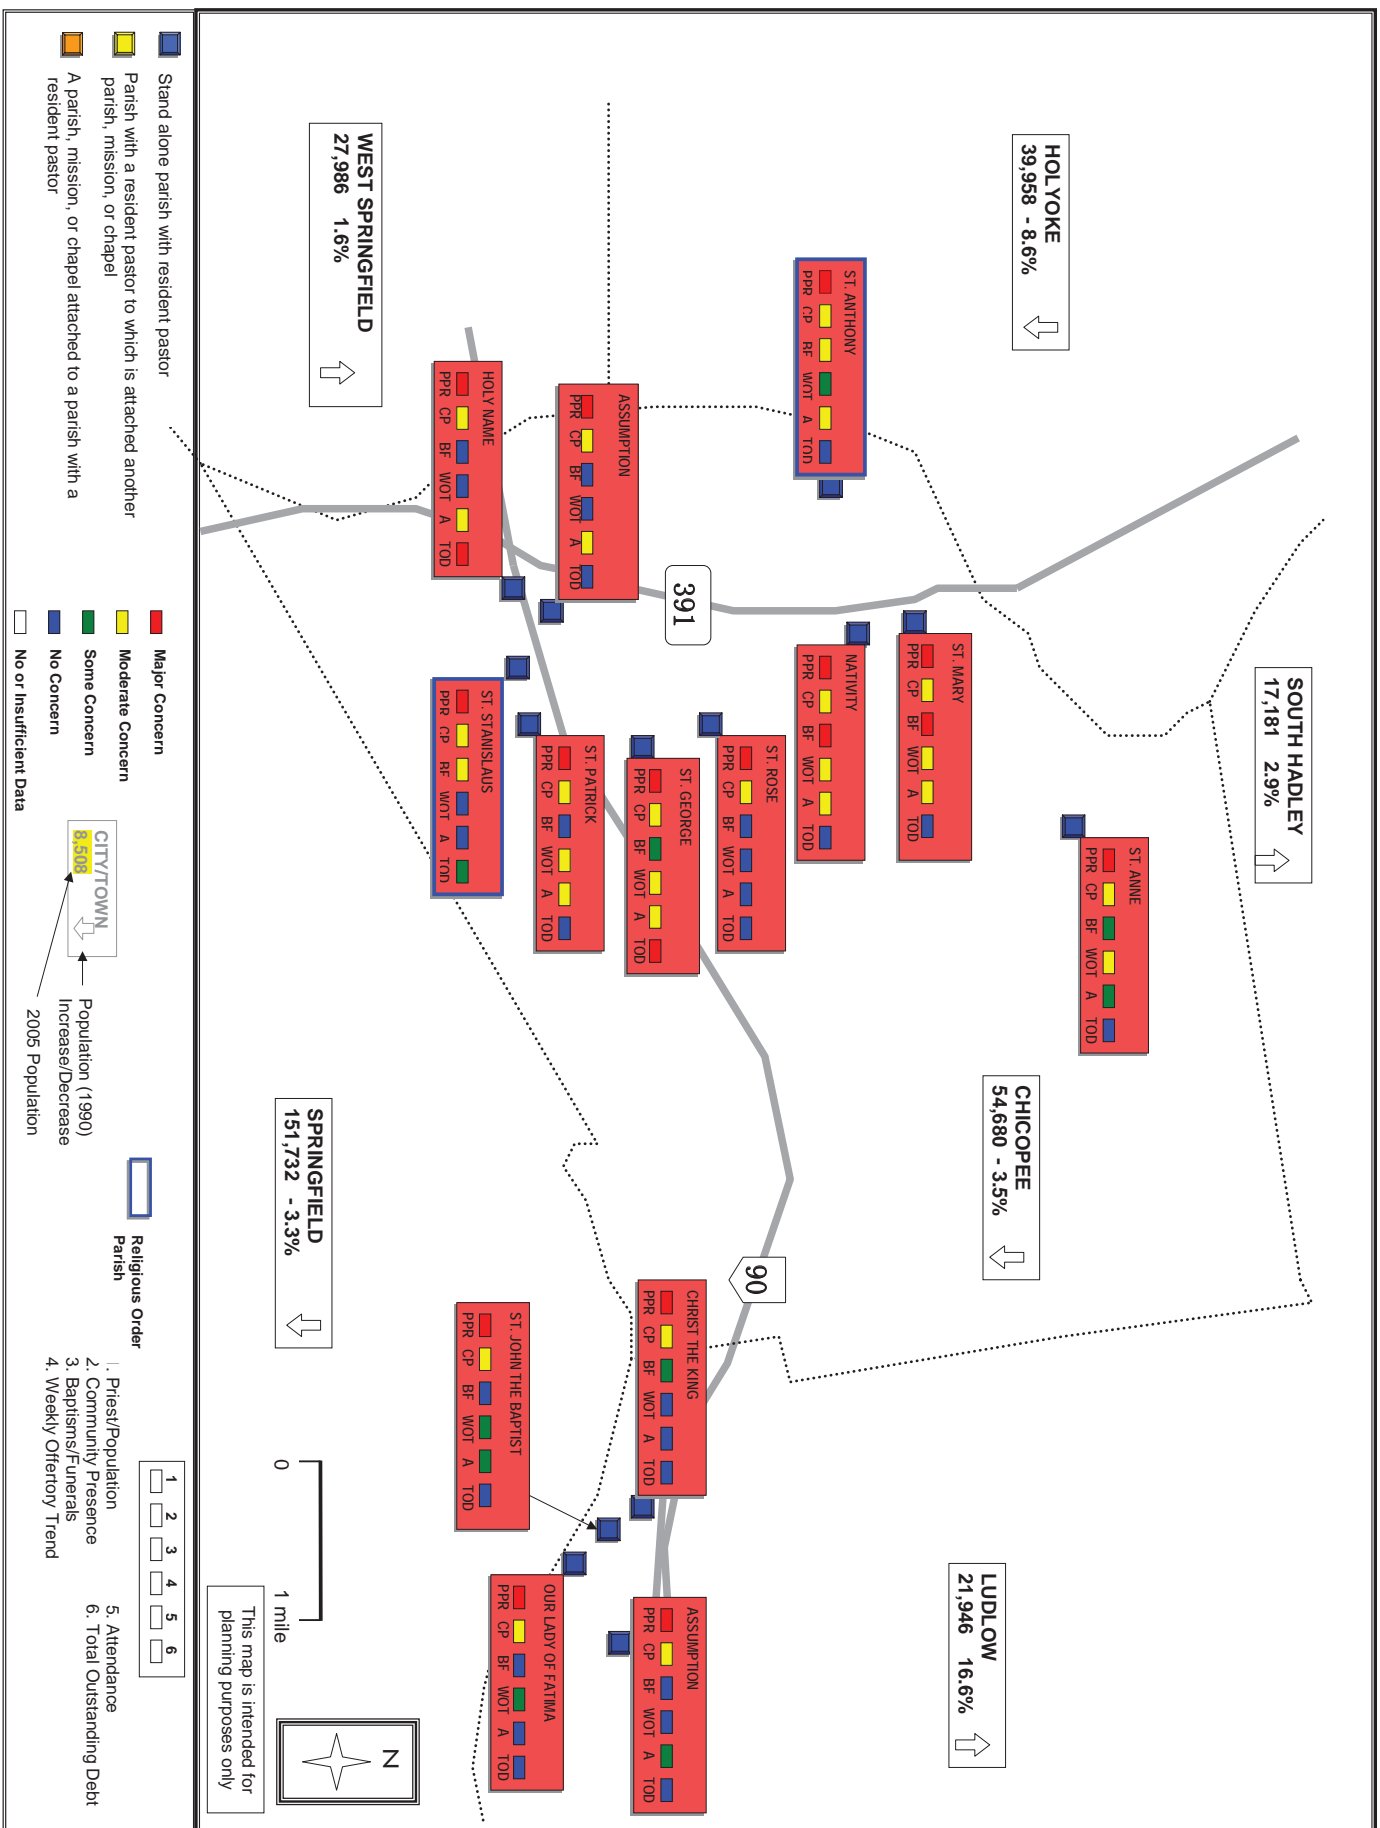 HOLYOKE
39,958 - 8.6%
SOUTH HADLEY
17,181 2.9%
CHICOPEE
54,680 - 3.5%
LUDLOW
21,946 16.6%
WEST SPRINGFIELD
27,986 1.6%
SPRINGFIELD
151,732 - 3.3%
ST. ANNE
PPR CP BF WOT A TOD
ST. MARY
PPR CP BF WOT A TOD
ST. ANTHONY
PPR CP BF WOT A TOD
NATIVITY
PPR CP BF WOT A TOD
ST. ROSE
PPR CP BF WOT A TOD
391
90
ST. GEORGE
PPR CP BF WOT A TOD
CHRIST THE KING
PPR CP BF WOT A TOD
ASSUMPTION
PPR CP BF WOT A TOD
ASSUMPTION
PPR CP BF WOT A TOD
ST. PATRICK
PPR CP BF WOT A TOD
HOLY NAME
PPR CP BF WOT A TOD
ST. STANISLAUS
PPR CP BF WOT A TOD
ST. JOHN THE BAPTIST
PPR CP BF WOT A TOD
OUR LADY OF FATIMA
PPR CP BF WOT A TOD
N
0 1 mile
This map is intended for
planning purposes only
Stand alone parish with resident pastor
Parish with a resident pastor to which is attached another
parish, mission, or chapel
A parish, mission, or chapel attached to a parish with a
resident pastor
Major Concern
Moderate Concern
Some Concern
No Concern
No or Insufficient Data
CITY/TOWN
8,508
Population (1990)
Increase/Decrease
2005 Population
Religious Order
Parish
1 2 3 4 5 6
1. Priest/Population
2. Community Presence
3. Baptisms/Funerals
4. Weekly Offertory Trend
5. Attendance
6. Total Outstanding Debt